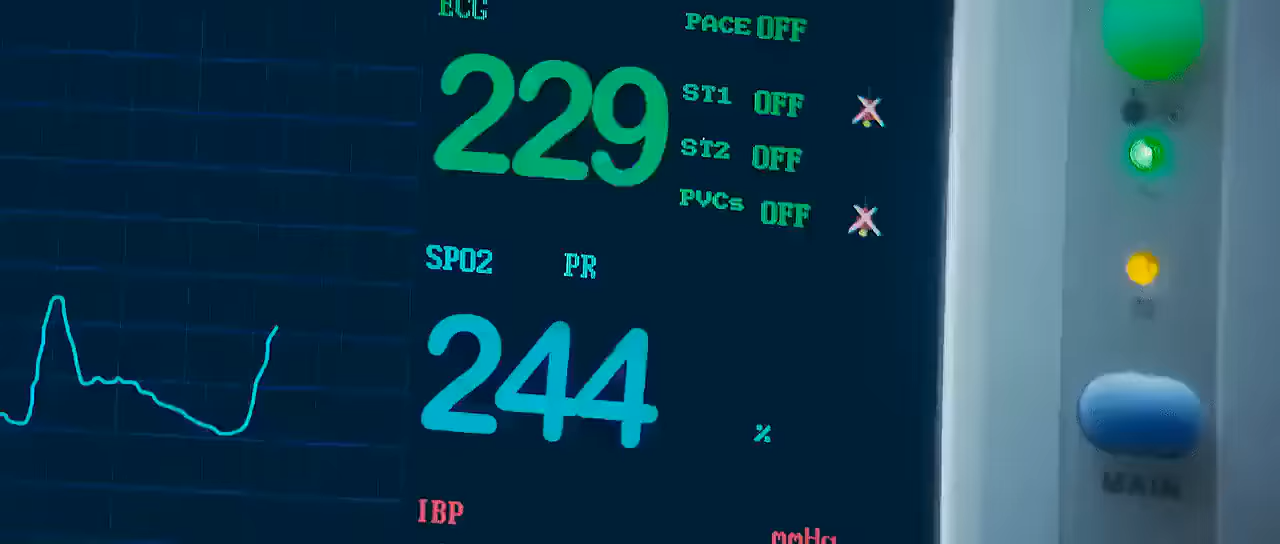 ECG
PACE OFF
229
ST1 OFF
ST2 OFF
PVCs OFF
SPO2 PR
244
%
IBP
mmHg
MAIN